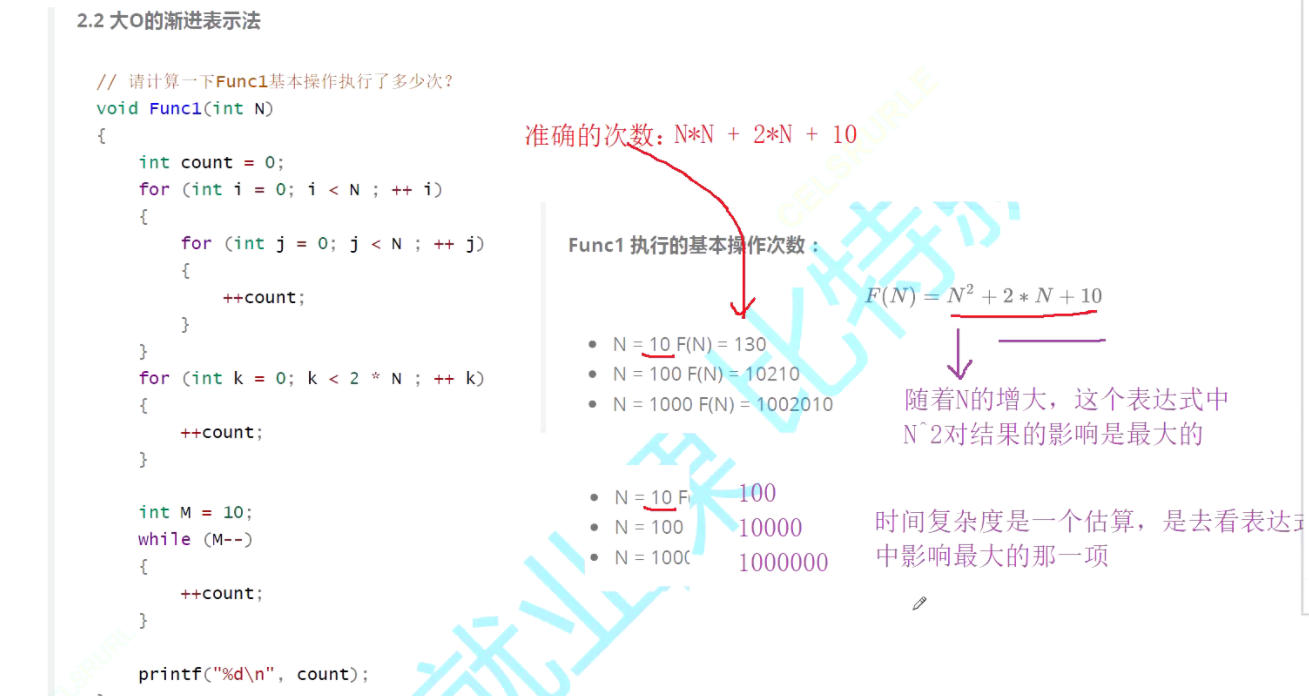 2.2 大O的渐进表示法
// 请计算一下Func1基本操作执行了多少次?
void Func1(int N)
{
int count = 0;
for (int i = 0; i < N ; ++ i)
{
for (int j = 0; j < N ; ++ j)
{
++count;
}
}
for (int k = 0; k < 2 * N ; ++ k)
{
++count;
}
int M = 10;
while (M--)
{
++count;
}
printf("%d\n", count);
准确的次数: N*N + 2*N + 10
Func1 执行的基本操作次数 :
F(N) = N² + 2 * N + 10
N = 10 F(N) = 130
N = 100 F(N) = 10210
N = 1000 F(N) = 1002010
随着N的增大, 这个表达式中
N^2对结果的影响是最大的
N = 10 F 100
N = 100 10000
N = 1000 1000000
时间复杂度是一个估算, 是去看表达式
中影响最大的那一项
比特就业课 比特
CELSRURILE